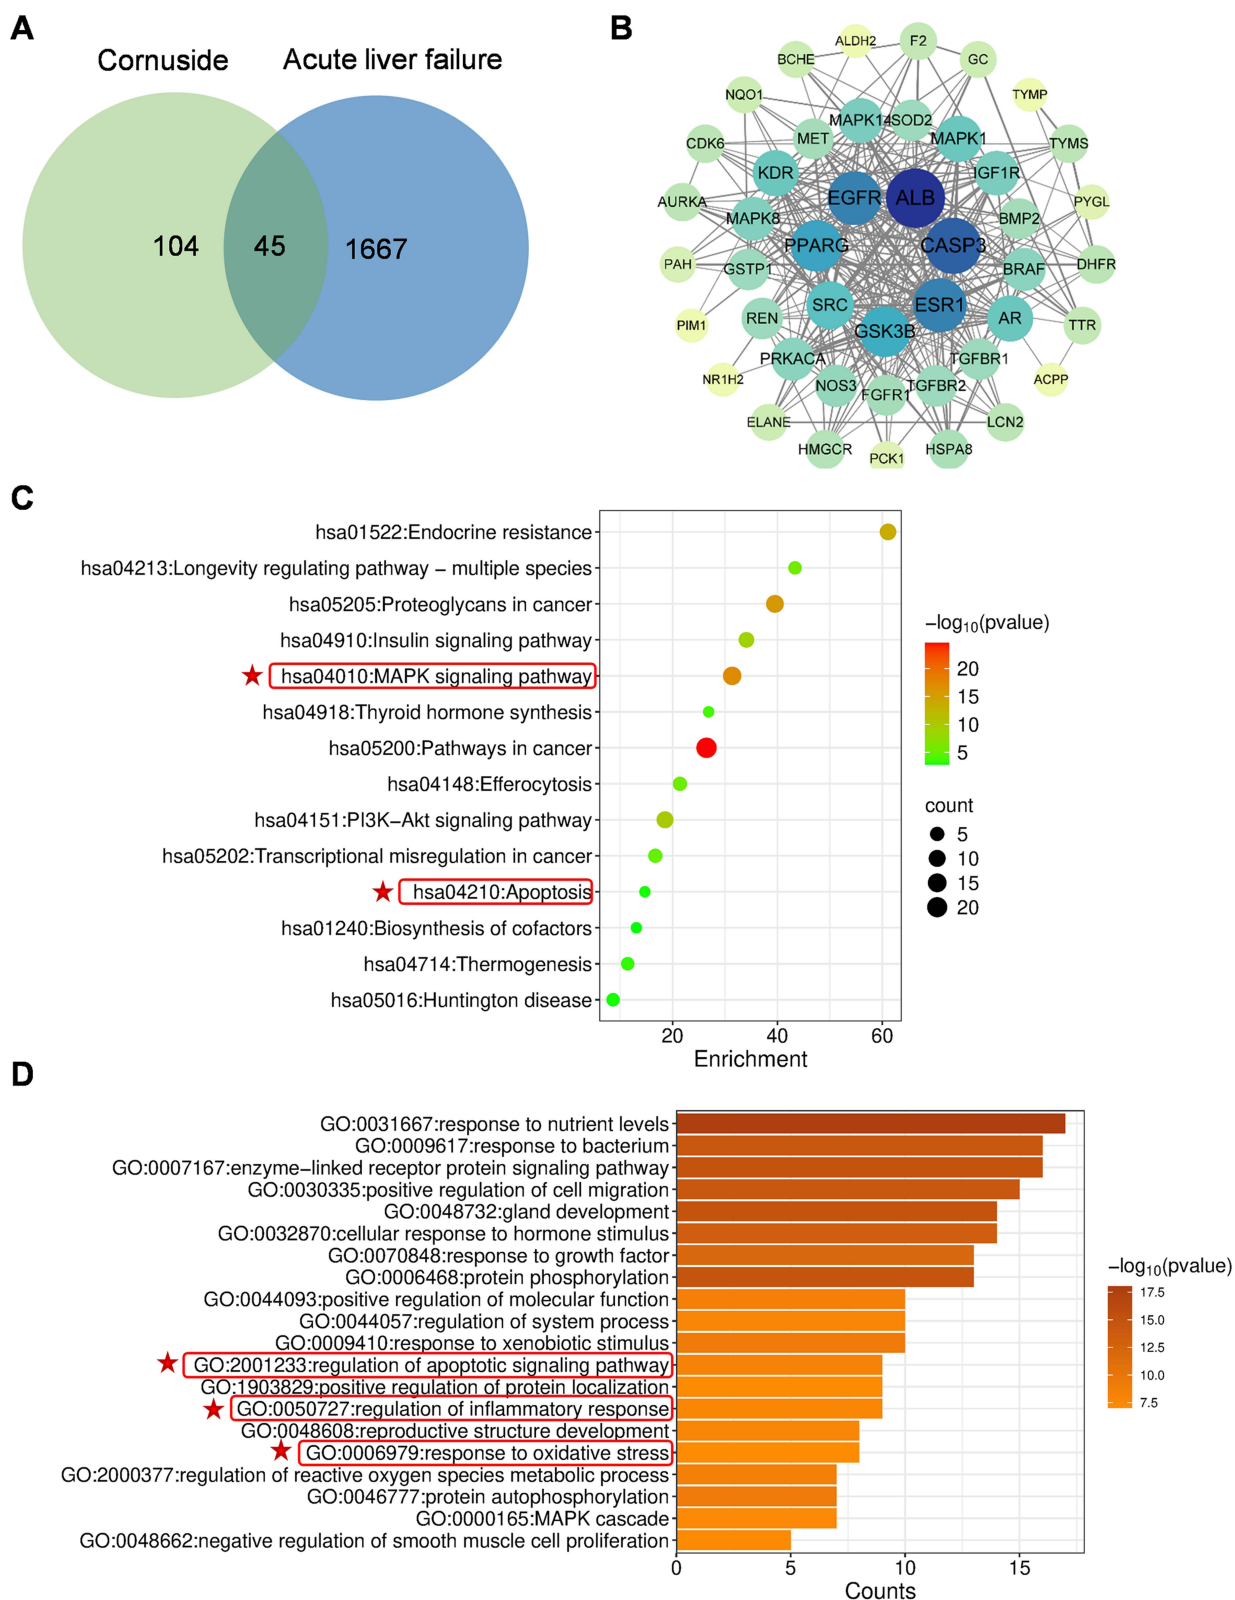 A
Cornuside
Acute liver failure
104
45
1667
B
ALDH2
F2
BCHE
GC
NQO1
TYMP
MAPK14
SOD2
MET
MAPK1
CDK6
TYMS
KDR
IGF1R
EGFR
ALB
AURKA
PYGL
MAPK8
BMP2
PPARG
CASP3
PAH
GSTP1
BRAF
DHFR
SRC
ESR1
PIM1
REN
GSK3B
AR
TTR
PRKACA
TGFBR1
NR1H2
NOS3
FGFR1
TGFBR2
ACPP
ELANE
LCN2
HMGCR
PCK1
HSPA8
C
hsa01522:Endocrine resistance
hsa04213:Longevity regulating pathway − multiple species
hsa05205:Proteoglycans in cancer
hsa04910:Insulin signaling pathway
hsa04010:MAPK signaling pathway
hsa04918:Thyroid hormone synthesis
hsa05200:Pathways in cancer
hsa04148:Efferocytosis
hsa04151:PI3K−Akt signaling pathway
hsa05202:Transcriptional misregulation in cancer
hsa04210:Apoptosis
hsa01240:Biosynthesis of cofactors
hsa04714:Thermogenesis
hsa05016:Huntington disease
20
40
60
Enrichment
−log10(pvalue)
20
15
10
5
count
5
10
15
20
D
GO:0031667:response to nutrient levels
GO:0009617:response to bacterium
GO:0007167:enzyme−linked receptor protein signaling pathway
GO:0030335:positive regulation of cell migration
GO:0048732:gland development
GO:0032870:cellular response to hormone stimulus
GO:0070848:response to growth factor
GO:0006468:protein phosphorylation
GO:0044093:positive regulation of molecular function
GO:0044057:regulation of system process
GO:0009410:response to xenobiotic stimulus
GO:2001233:regulation of apoptotic signaling pathway
GO:1903829:positive regulation of protein localization
GO:0050727:regulation of inflammatory response
GO:0048608:reproductive structure development
GO:0006979:response to oxidative stress
GO:2000377:regulation of reactive oxygen species metabolic process
GO:0046777:protein autophosphorylation
GO:0000165:MAPK cascade
GO:0048662:negative regulation of smooth muscle cell proliferation
0
5
10
15
Counts
−log10(pvalue)
17.5
15.0
12.5
10.0
7.5